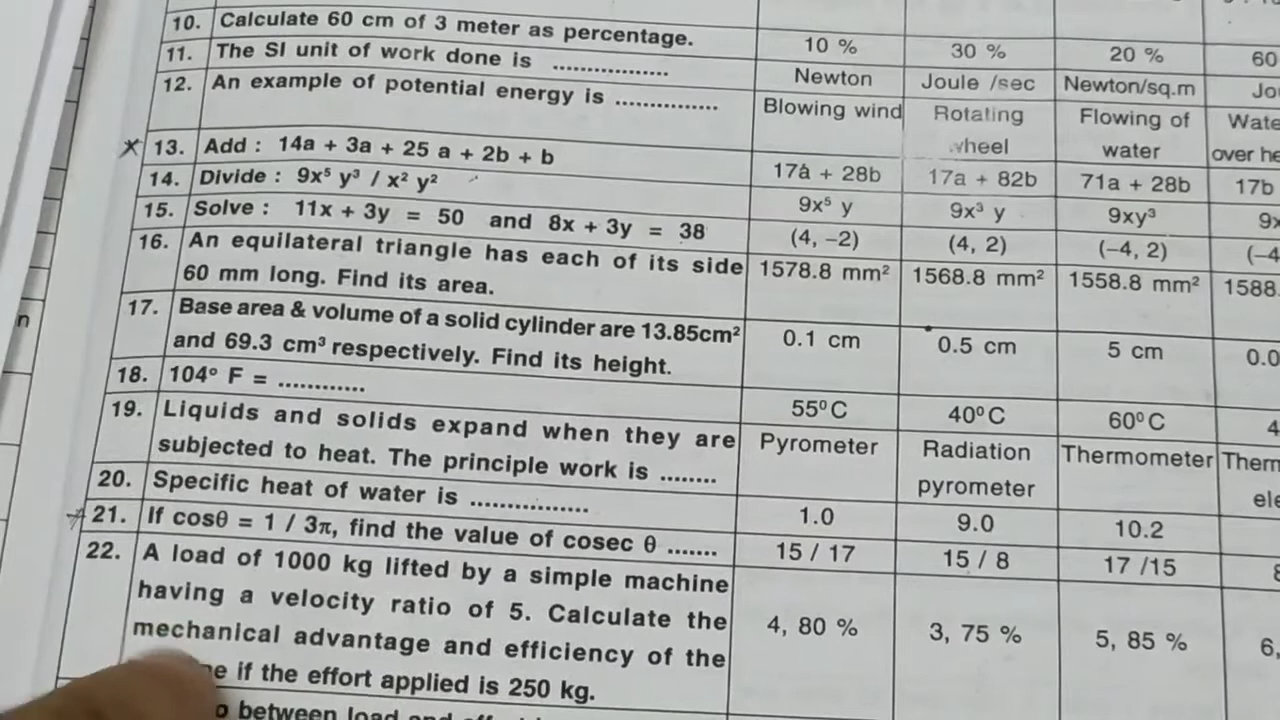 10. Calculate 60 cm of 3 meter as percentage. 10 % 30 % 20 % 60
11. The SI unit of work done is ................. Newton Joule /sec Newton/sq.m
12. An example of potential energy is ............... Blowing wind Rotating Flowing of
wheel water over
13. Add : 14a + 3a + 25 a + 2b + b 17a + 28b 17a + 82b 71a + 28b 17b
14. Divide : 9x⁵ y³ / x² y² 9x⁵ y 9x³ y 9xy³
15. Solve : 11x + 3y = 50 and 8x + 3y = 38 (4, –2) (4, 2) (–4, 2) (–4
16. An equilateral triangle has each of its side 1578.8 mm² 1568.8 mm² 1558.8 mm² 1588.
60 mm long. Find its area.
17. Base area & volume of a solid cylinder are 13.85cm² 0.1 cm 0.5 cm 5 cm 0.0
and 69.3 cm³ respectively. Find its height.
18. 104° F = ............ 55⁰C 40⁰C 60⁰C 4
19. Liquids and solids expand when they are Pyrometer Radiation Thermometer
subjected to heat. The principle work is ........ pyrometer
20. Specific heat of water is ................ 1.0 9.0 10.2
21. If cosθ = 1 / 3π, find the value of cosec θ ....... 15 / 17 15 / 8 17 /15
22. A load of 1000 kg lifted by a simple machine
having a velocity ratio of 5. Calculate the 4, 80 % 3, 75 % 5, 85 % 6,
mechanical advantage and efficiency of the
if the effort applied is 250 kg.
between load and